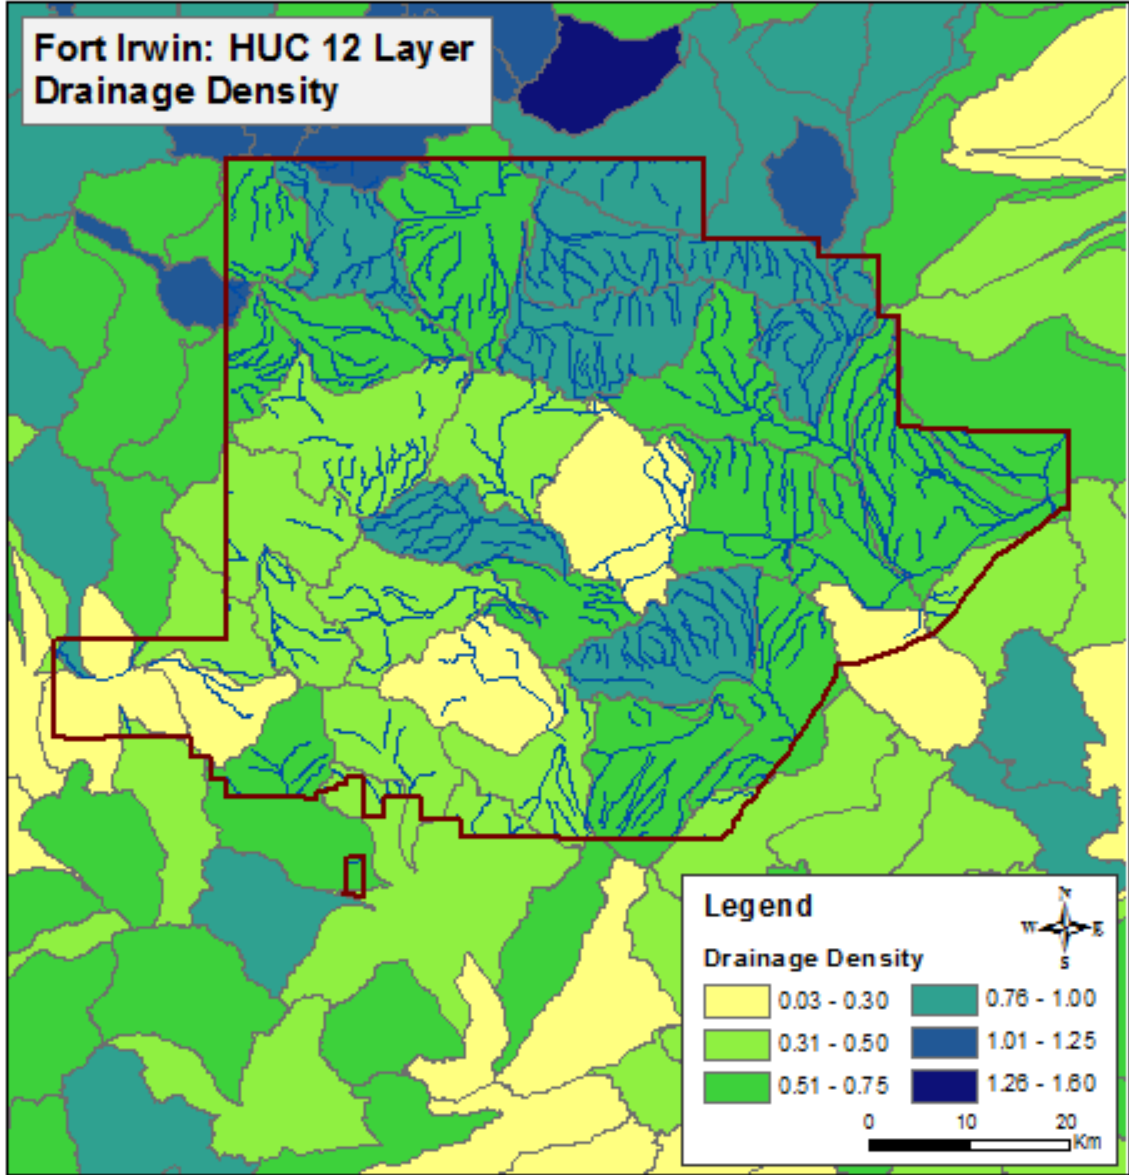 Fort Irwin: HUC 12 Layer
Drainage Density
Legend
N
W E
S
Drainage Density
0.03 - 0.30
0.76 - 1.00
0.31 - 0.50
1.01 - 1.25
0.51 - 0.75
1.26 - 1.60
0 10 20
Km